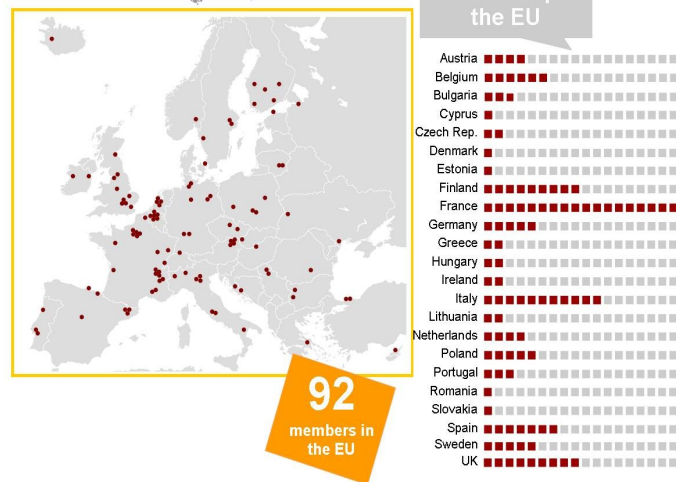 the EU
Austria
Belgium
Bulgaria
Cyprus
Czech Rep.
Denmark
Estonia
Finland
France
Germany
Greece
Hungary
Ireland
Italy
Lithuania
Netherlands
Poland
Portugal
Romania
Slovakia
Spain
Sweden
UK
92
members in
the EU